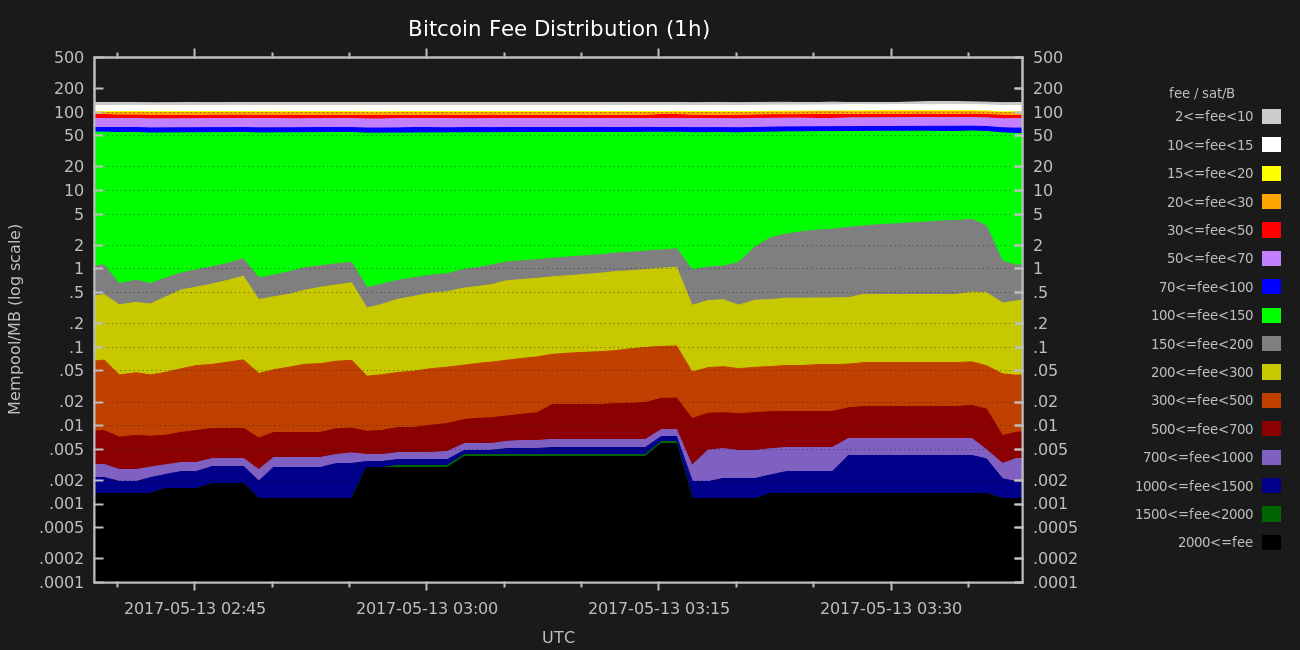 Bitcoin Fee Distribution (1h)
500
200
100
50
20
10
5
2
1
.5
.2
.1
.05
.02
.01
.005
.002
.001
.0005
.0002
.0001
Mempool/MB (log scale)
500
200
100
50
20
10
5
2
1
.5
.2
.1
.05
.02
.01
.005
.002
.001
.0005
.0002
.0001
2017-05-13 02:45
2017-05-13 03:00
2017-05-13 03:15
2017-05-13 03:30
UTC
fee / sat/B
2<=fee<10
10<=fee<15
15<=fee<20
20<=fee<30
30<=fee<50
50<=fee<70
70<=fee<100
100<=fee<150
150<=fee<200
200<=fee<300
300<=fee<500
500<=fee<700
700<=fee<1000
1000<=fee<1500
1500<=fee<2000
2000<=fee